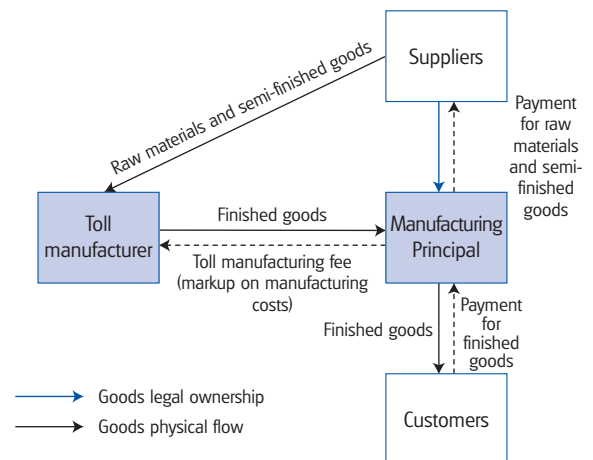 Suppliers
Raw materials and semi-finished goods
Payment
for raw
materials
and semi-
finished
goods
Toll
manufacturer
Finished goods
Manufacturing
Principal
Toll manufacturing fee
(markup on manufacturing
costs)
Finished goods
Payment
for
finished
goods
Customers
Goods legal ownership
Goods physical flow